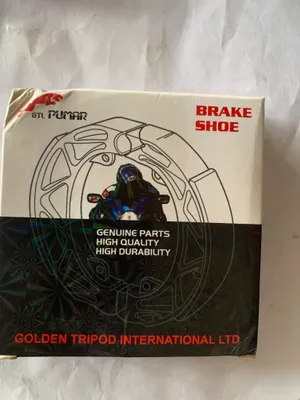 GTL PUMAR
BRAKE
SHOE
GENUINE PARTS
HIGH QUALITY
HIGH DURABILITY
GOLDEN TRIPOD INTERNATIONAL LTD